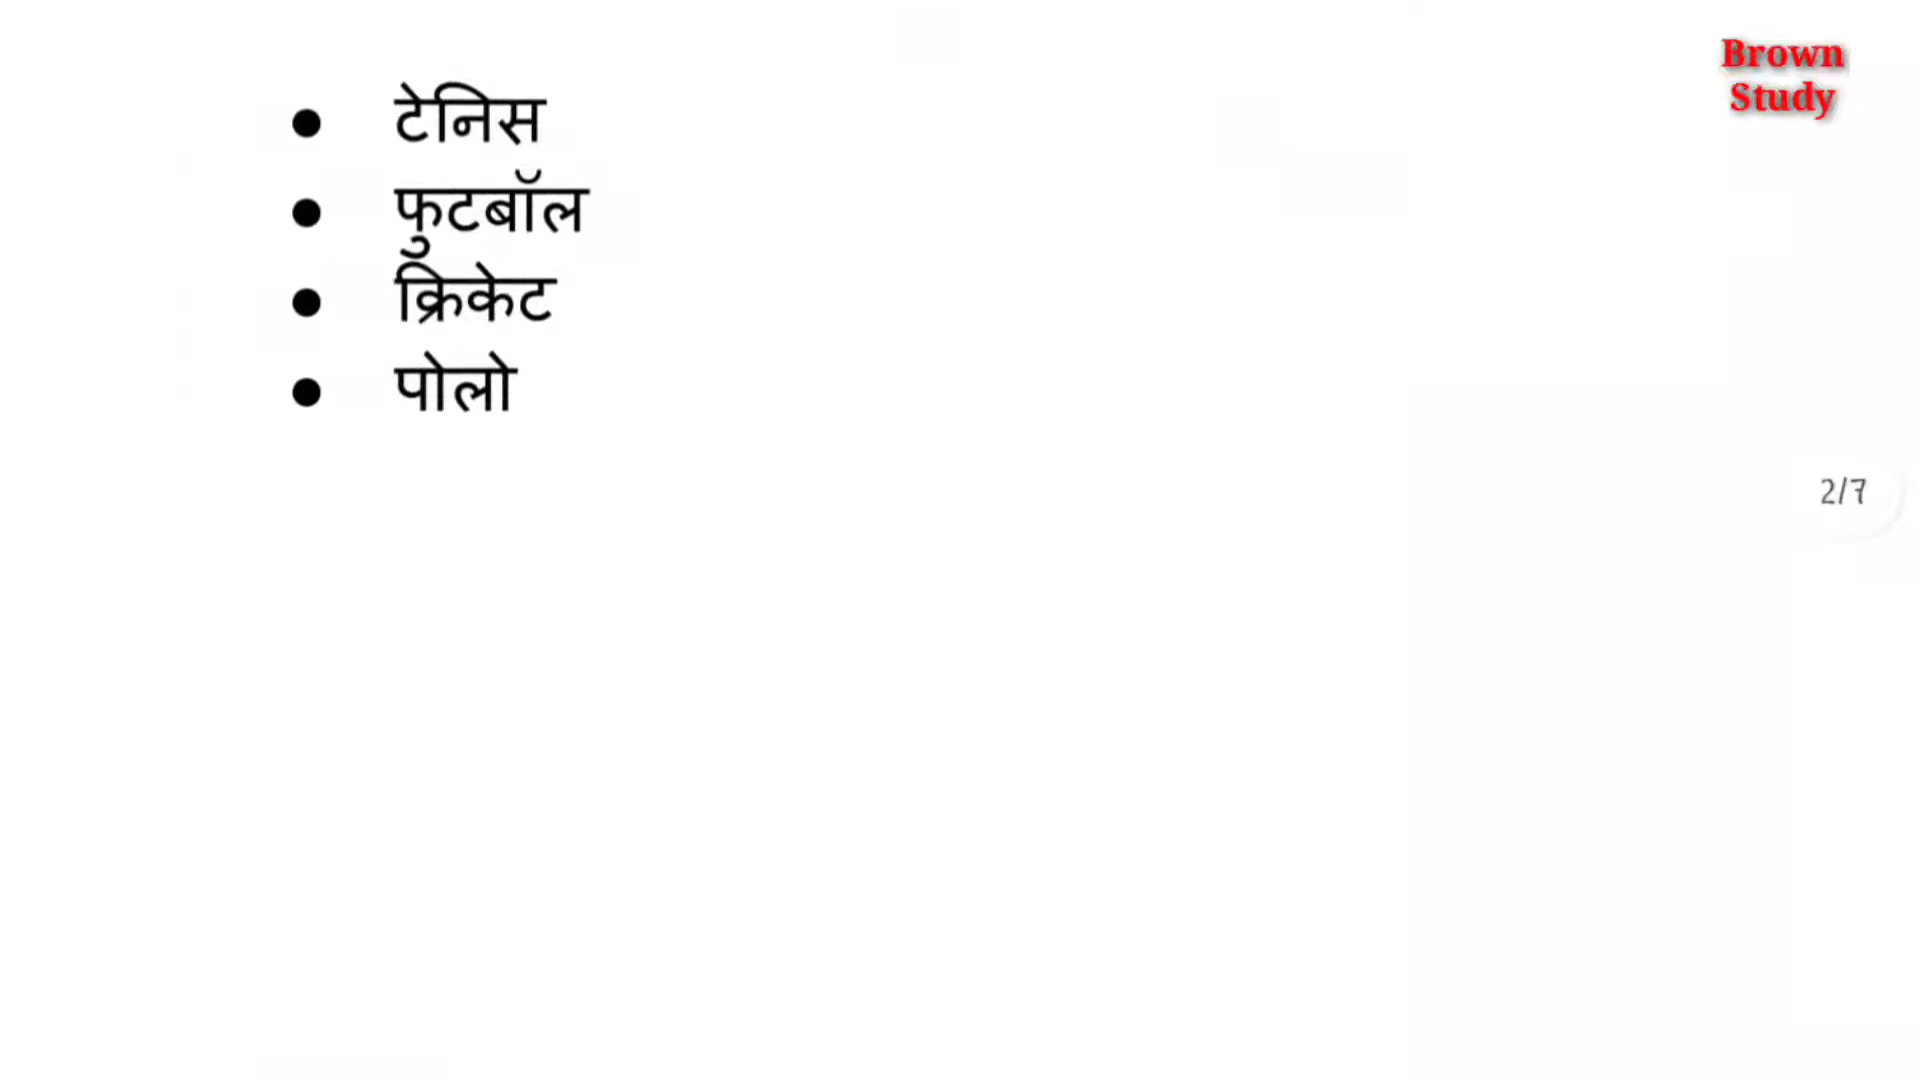 Brown
Study
● टेनिस
● फुटबॉल
● क्रिकेट
● पोलो
2/7